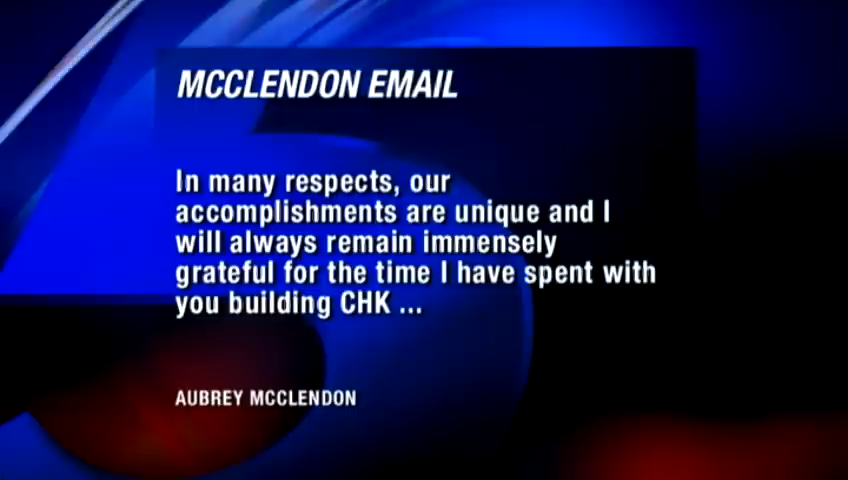 MCCLENDON EMAIL
In many respects, our
accomplishments are unique and I
will always remain immensely
grateful for the time I have spent with
you building CHK ...
AUBREY MCCLENDON